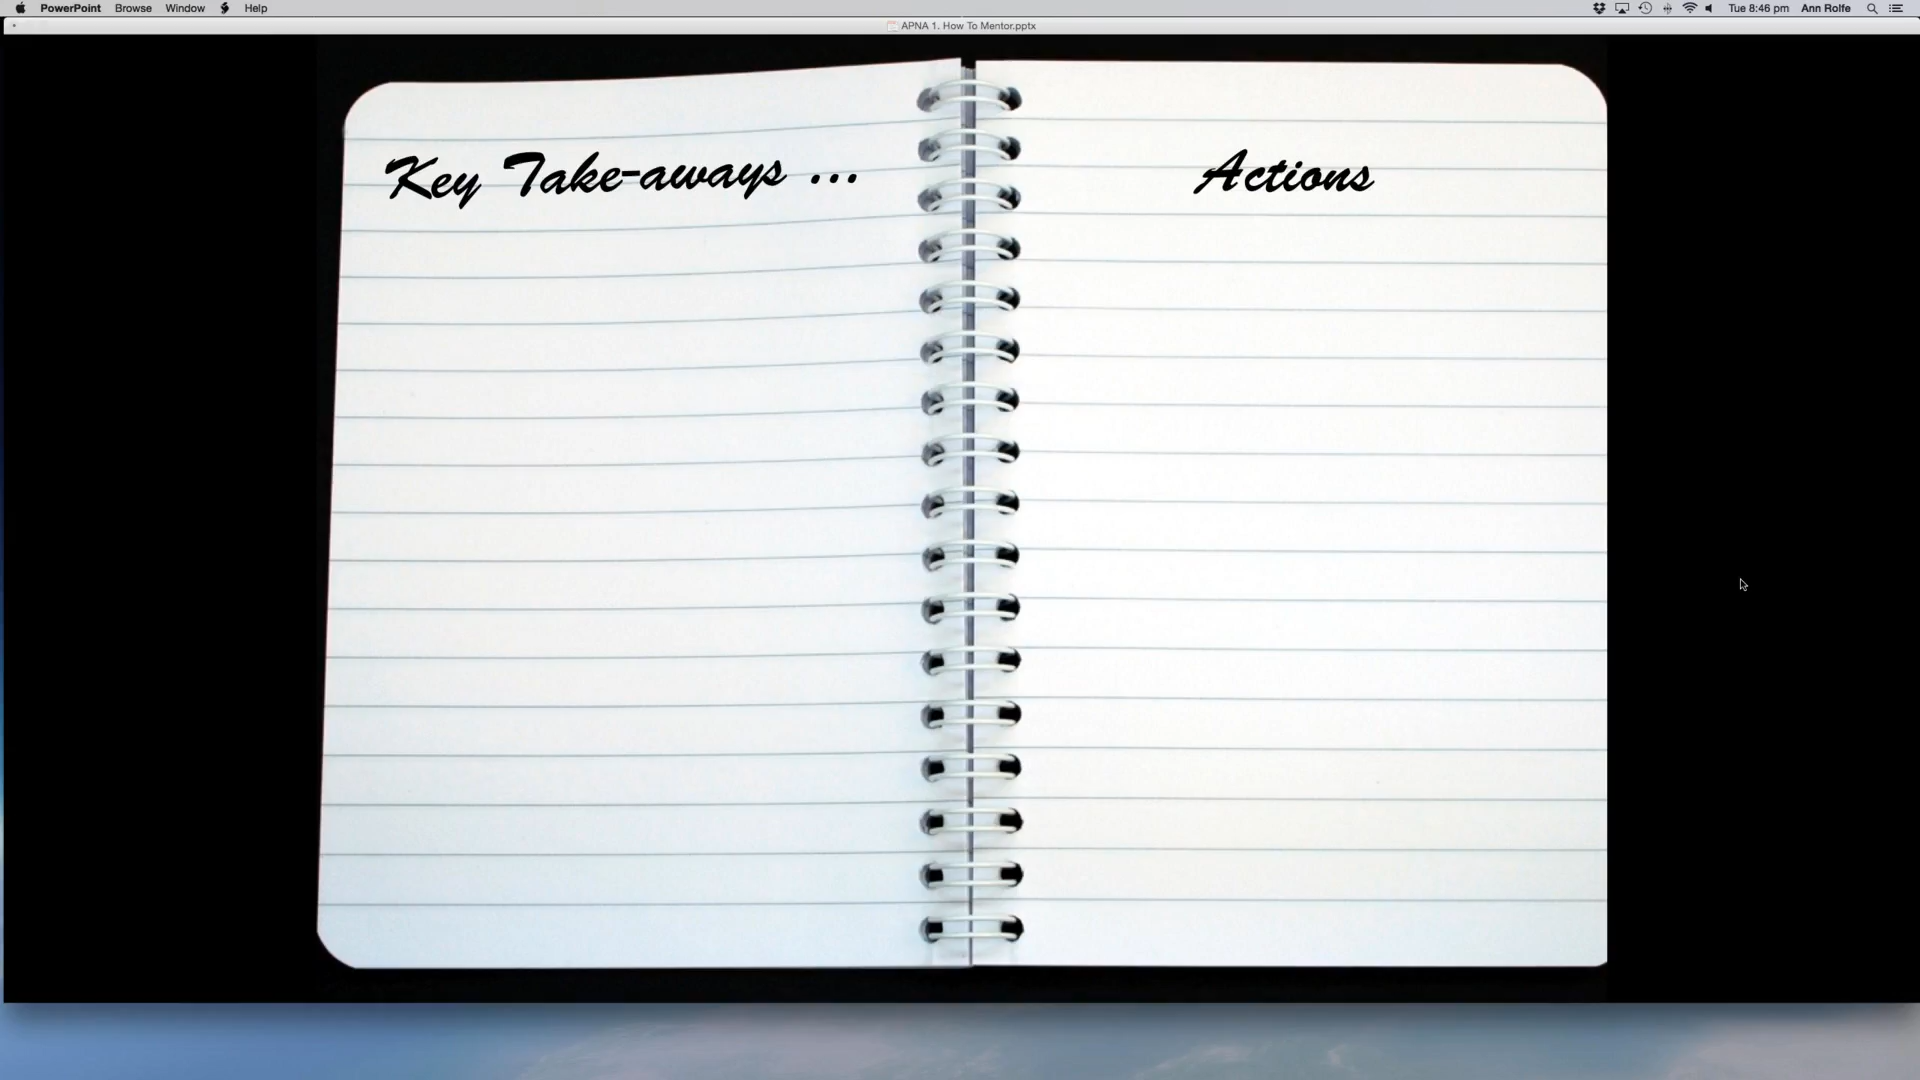 PowerPoint Browse Window Help Tue 8:46 pm Ann Rolfe
APNA 1. How To Mentor.pptx
Key Take-aways ...
Actions